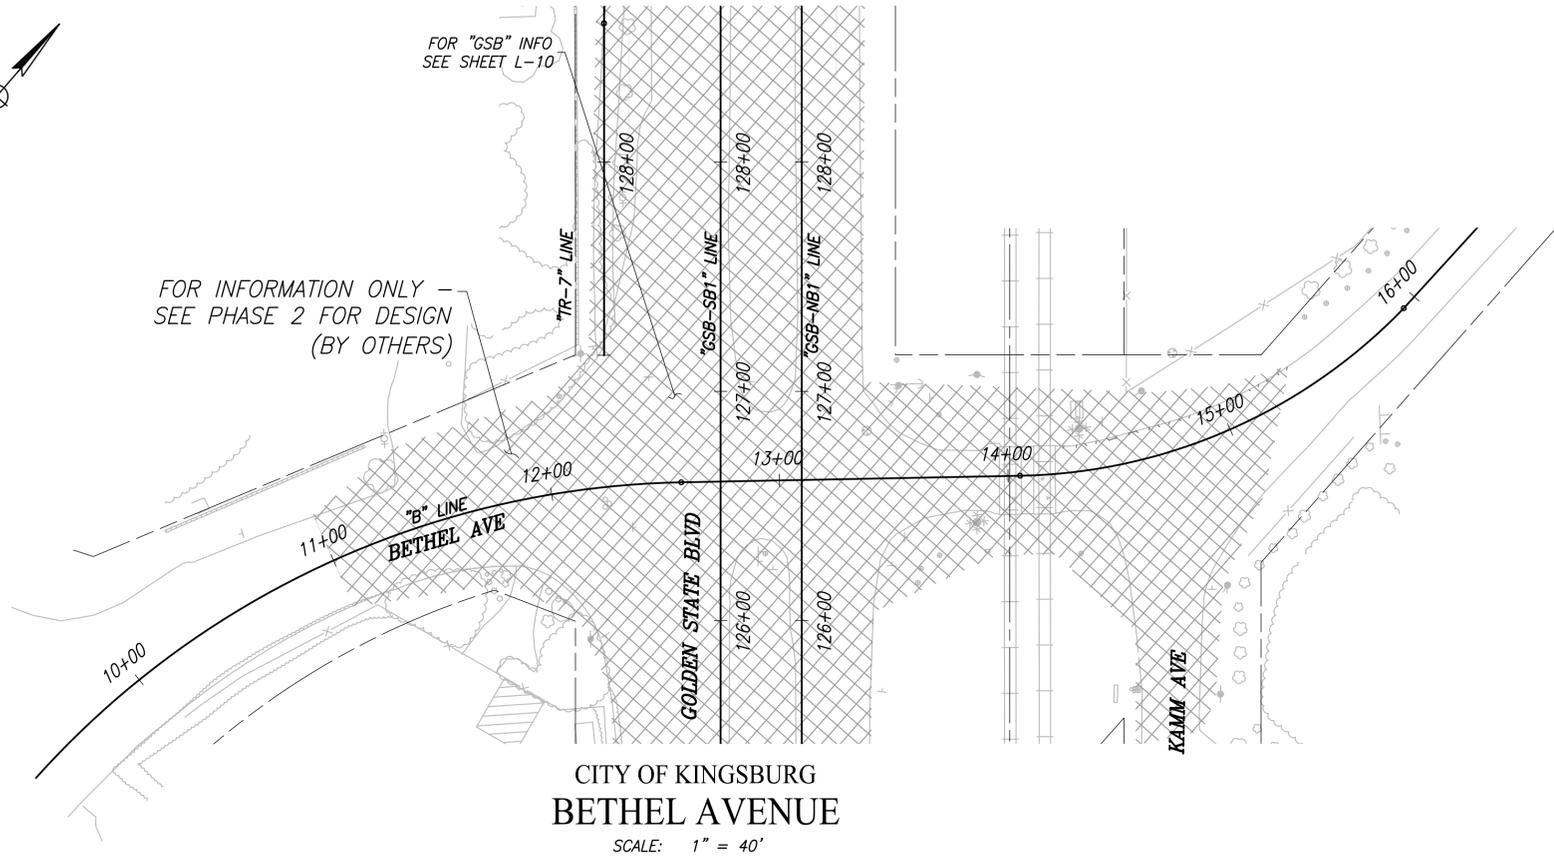 FOR "GSB" INFO
SEE SHEET L-10
128+00
128+00
128+00
"TR-7" LINE
"GSB-SB1" LINE
"GSB-NB1" LINE
FOR INFORMATION ONLY –
SEE PHASE 2 FOR DESIGN
(BY OTHERS)
16+00
127+00
127+00
15+00
14+00
13+00
12+00
"B" LINE
BETHEL AVE
11+00
GOLDEN STATE BLVD
126+00
126+00
10+00
KAMM AVE
CITY OF KINGSBURG
BETHEL AVENUE
SCALE: 1" = 40'